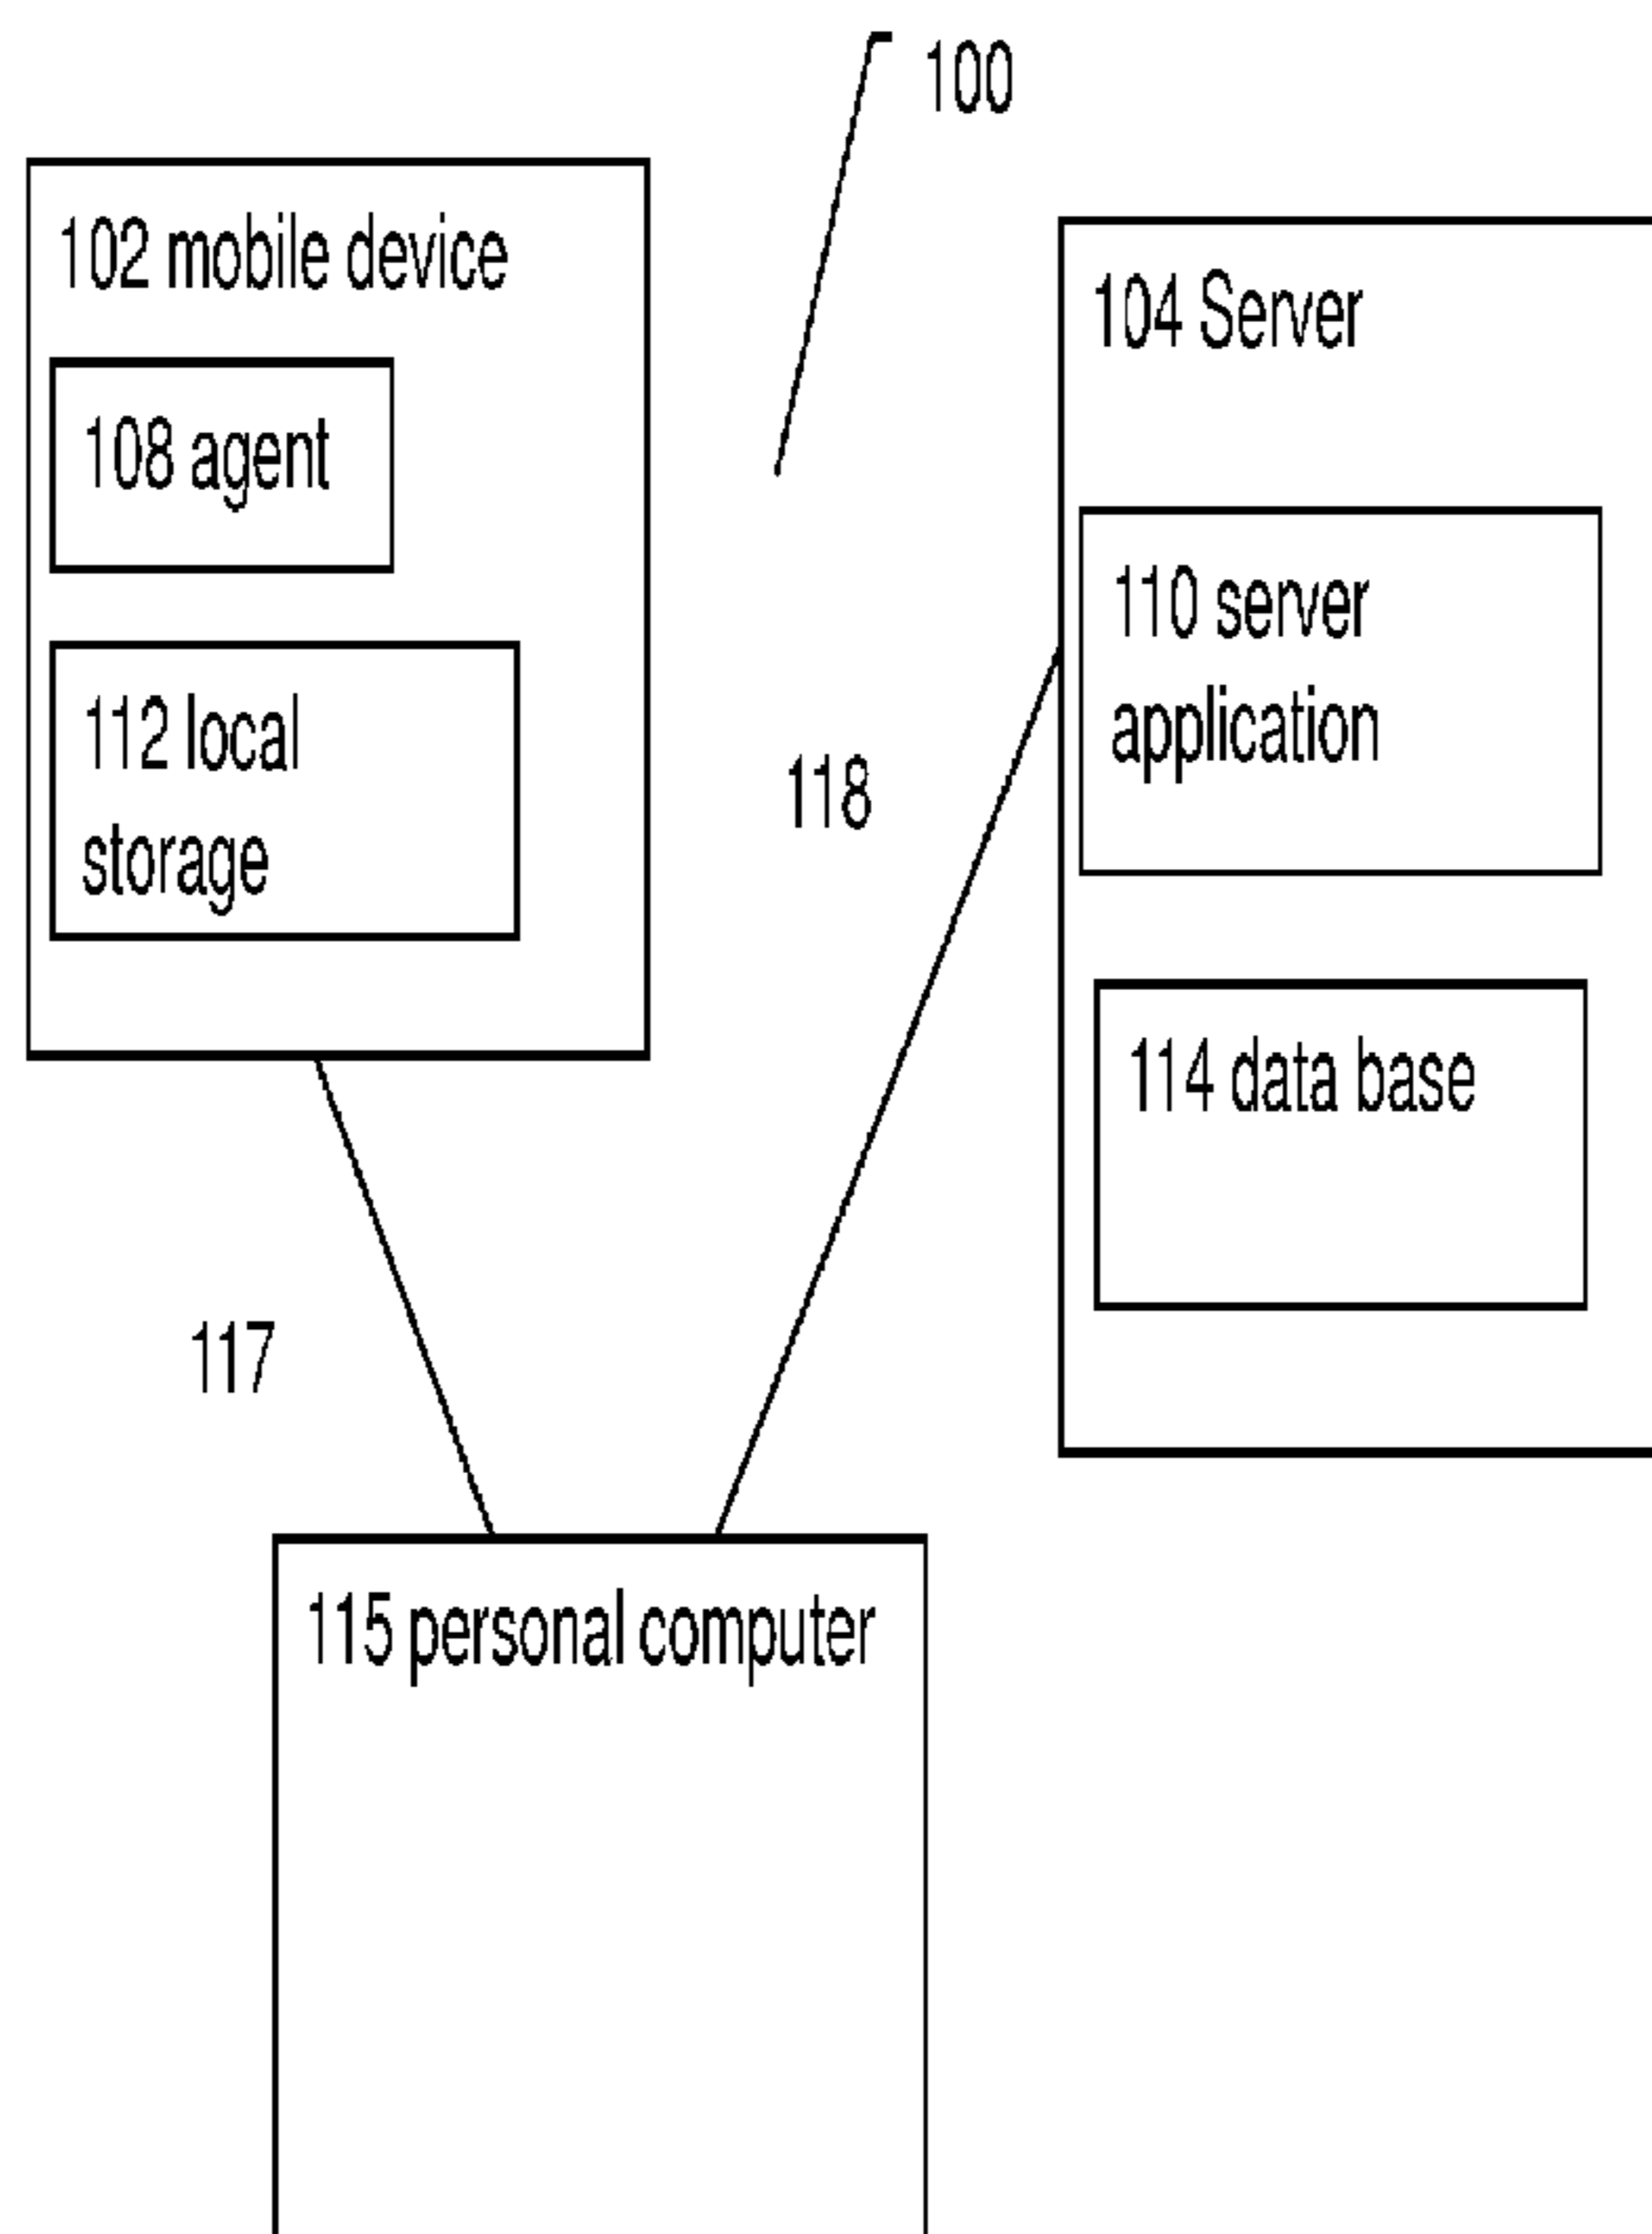 100
102 mobile device
104 Server
108 agent
110 server
application
112 local
storage
118
114 data base
117
115 personal computer